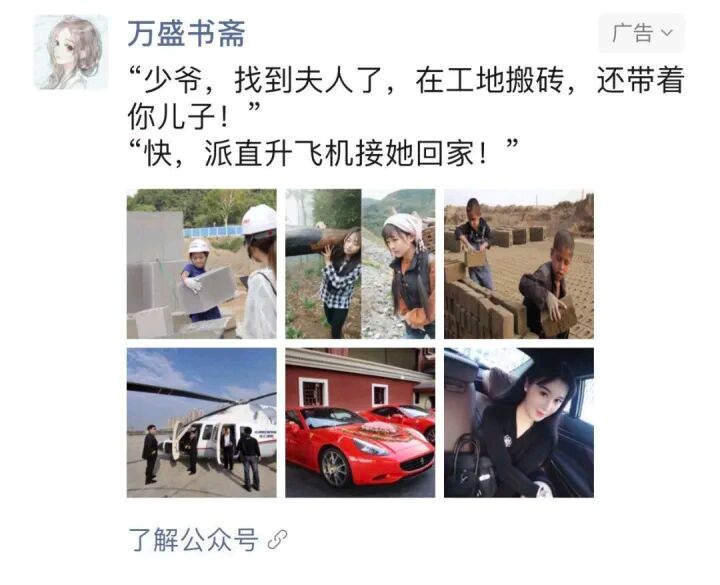 万盛书斋
广告
“少爷，找到夫人了，在工地搬砖，还带着
你儿子！”
“快，派直升飞机接她回家！”
了解公众号